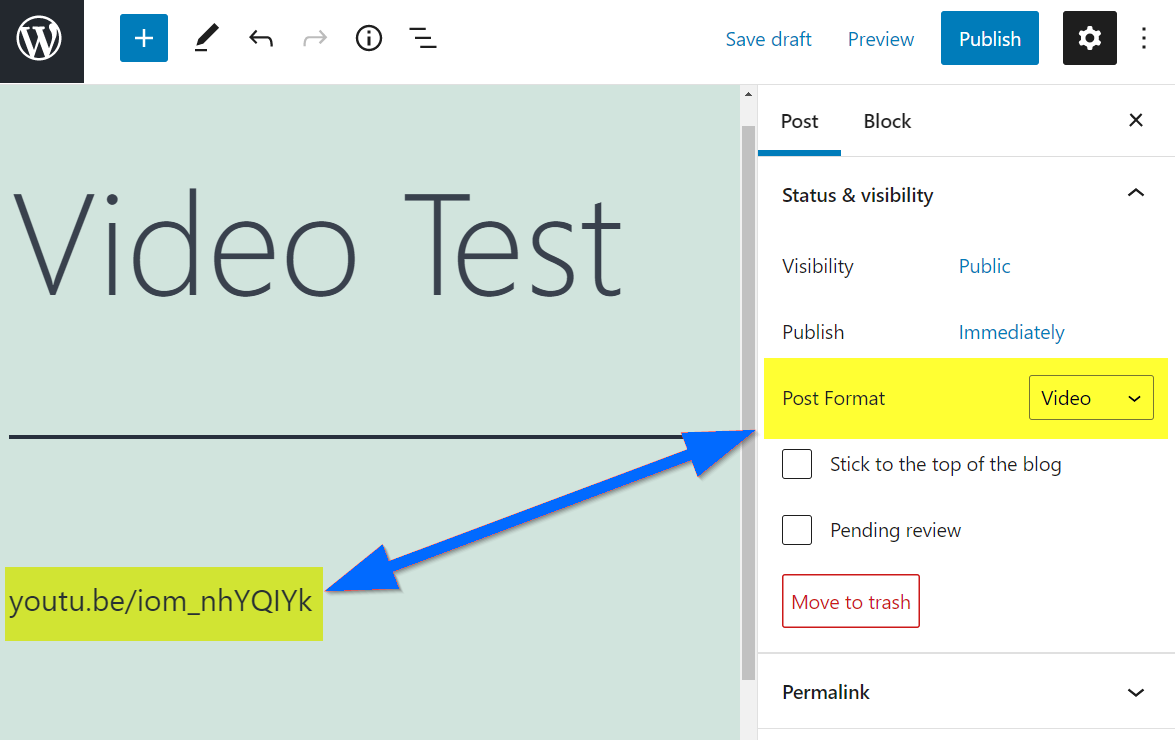 Save draft Preview Publish
Post Block
Video Test
Status & visibility
Visibility Public
Publish Immediately
Post Format Video
Stick to the top of the blog
Pending review
youtu.be/iom_nhYQIYk
Move to trash
Permalink